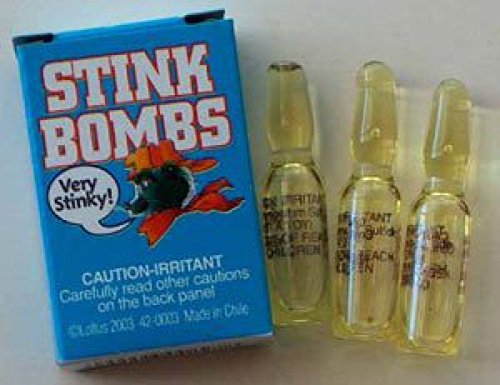 STINK
BOMBS
Very
Stinky!
CAUTION-IRRITANT
Carefully read other cautions
on the back panel
©Loftus 2003 42-0003 Made in Chile
IRRITANT